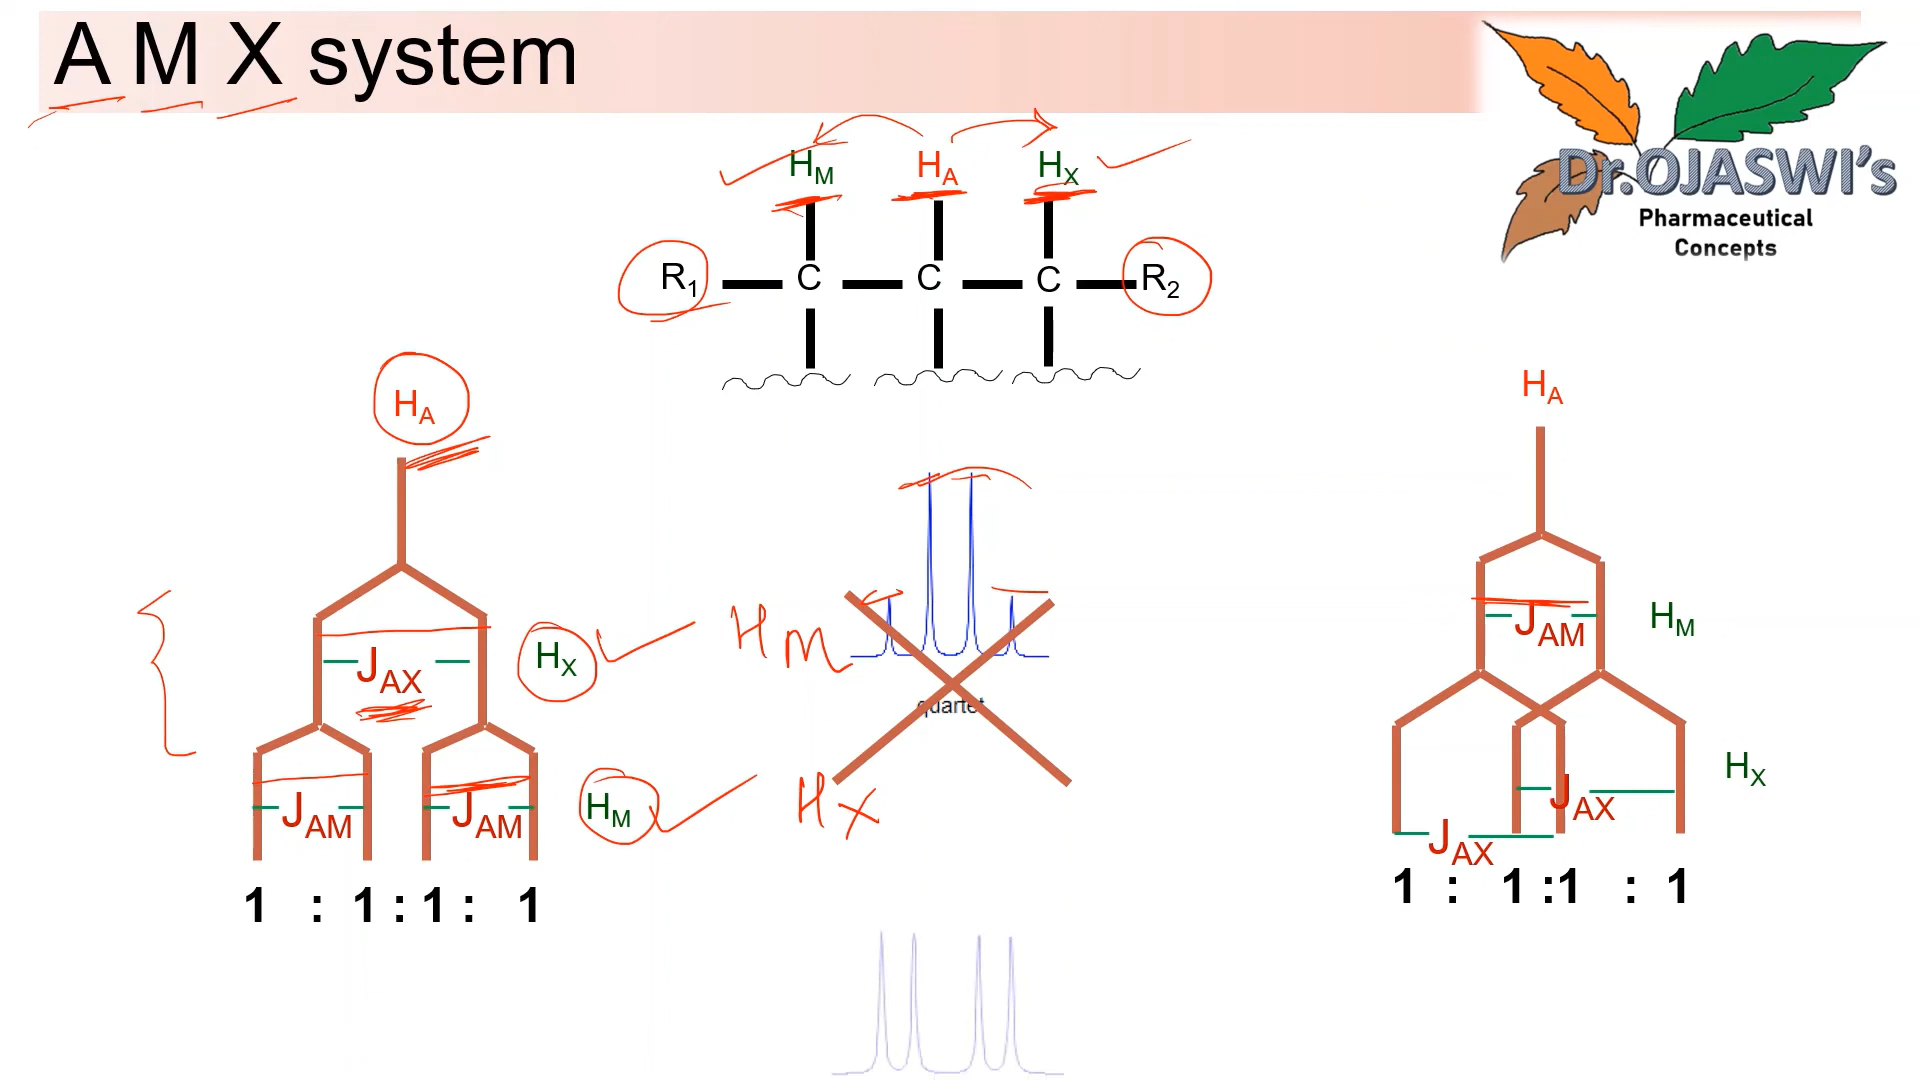 A M X system
Dr.OJASWI's
Pharmaceutical
Concepts
HM HA HX
R1 C C C R2
HA
JAX HX
JAM JAM HM
1 : 1 : 1 : 1
HM
quartet
HX
HA
JAM HM
JAX HX
JAX
1 : 1 :1 : 1